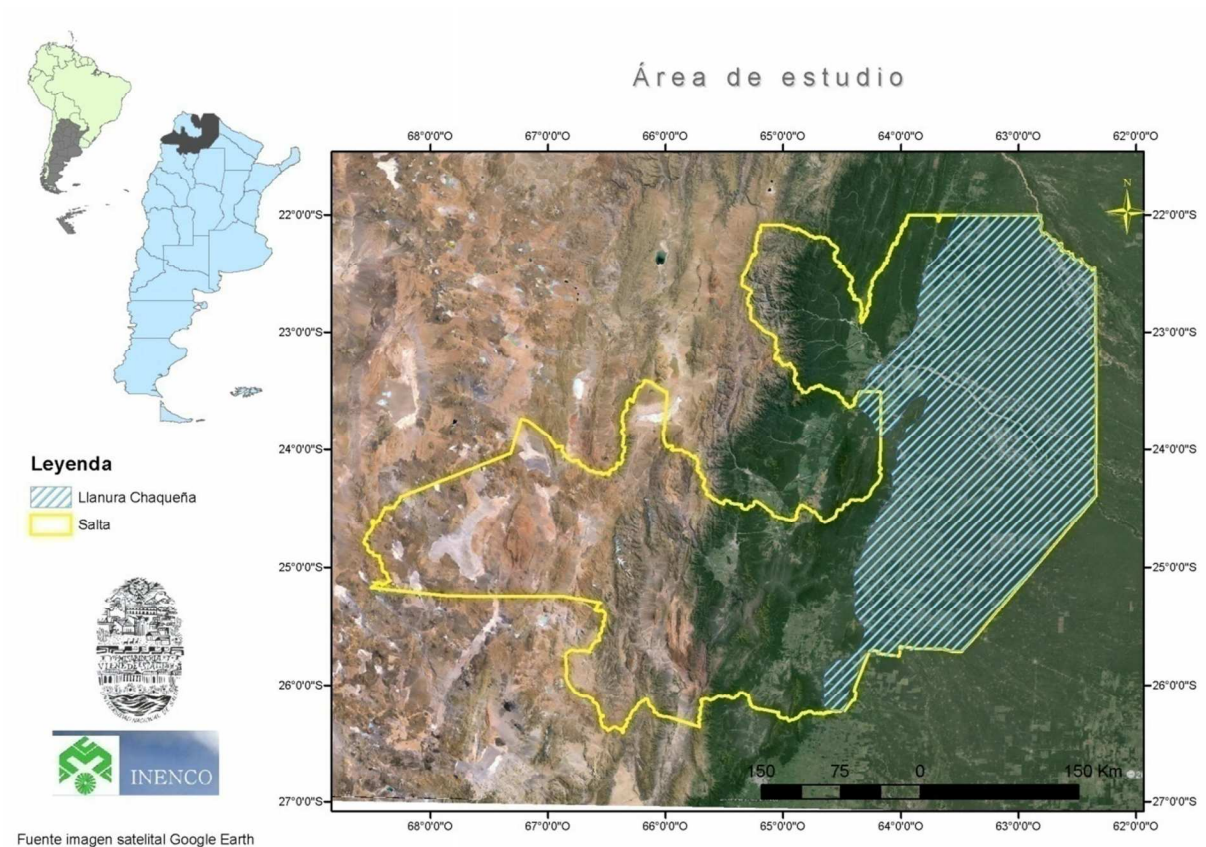 Área de estudio
68°0'0"O 67°0'0"O 66°0'0"O 65°0'0"O 64°0'0"O 63°0'0"O 62°0'0"O
N
22°0'0"S 22°0'0"S
23°0'0"S 23°0'0"S
24°0'0"S 24°0'0"S
25°0'0"S 25°0'0"S
26°0'0"S 26°0'0"S
27°0'0"S 27°0'0"S
150 75 0 150 Km
68°0'0"O 67°0'0"O 66°0'0"O 65°0'0"O 64°0'0"O 63°0'0"O 62°0'0"O
Leyenda
Llanura Chaqueña
Salta
INENCO
Fuente imagen satelital Google Earth